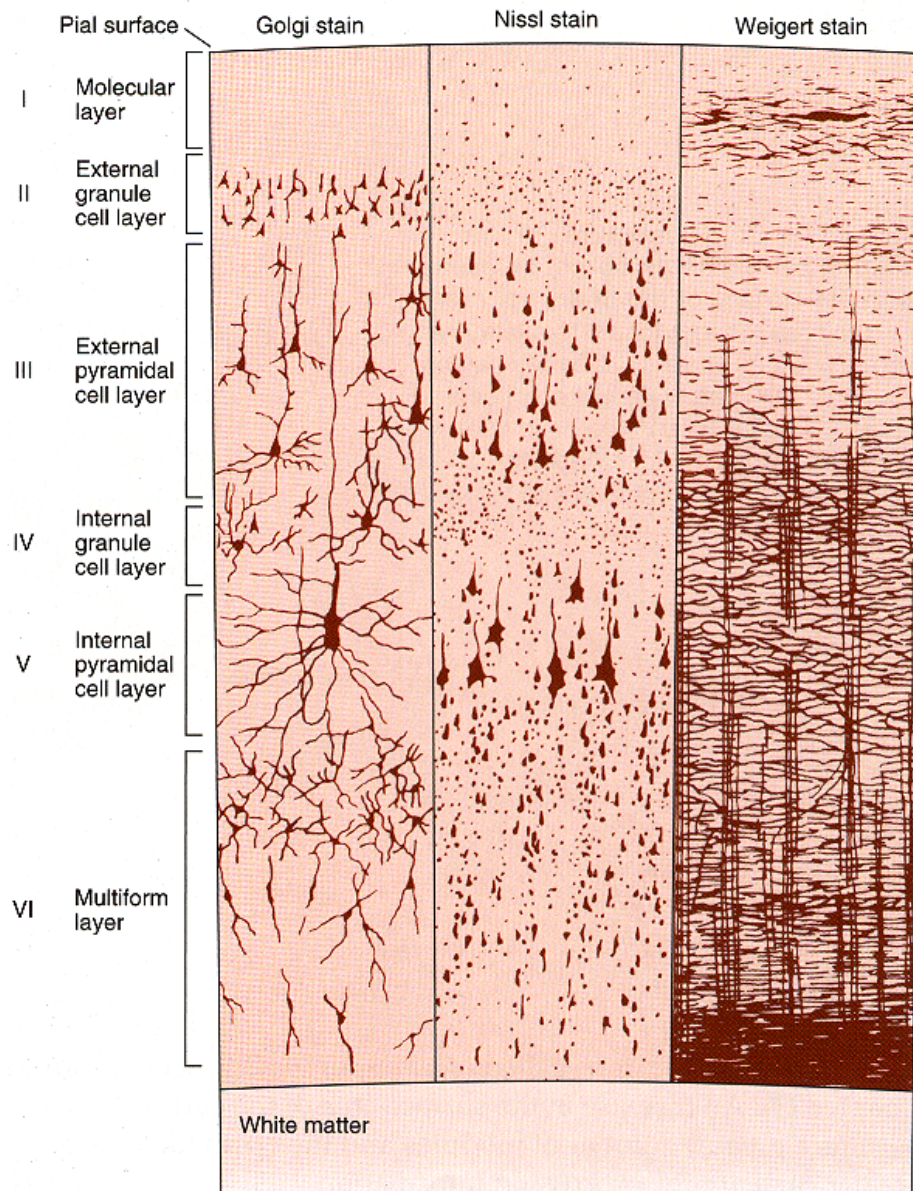 Pial surface
Golgi stain
Nissl stain
Weigert stain
I
Molecular
layer
II
External
granule
cell layer
III
External
pyramidal
cell layer
IV
Internal
granule
cell layer
V
Internal
pyramidal
cell layer
VI
Multiform
layer
White matter